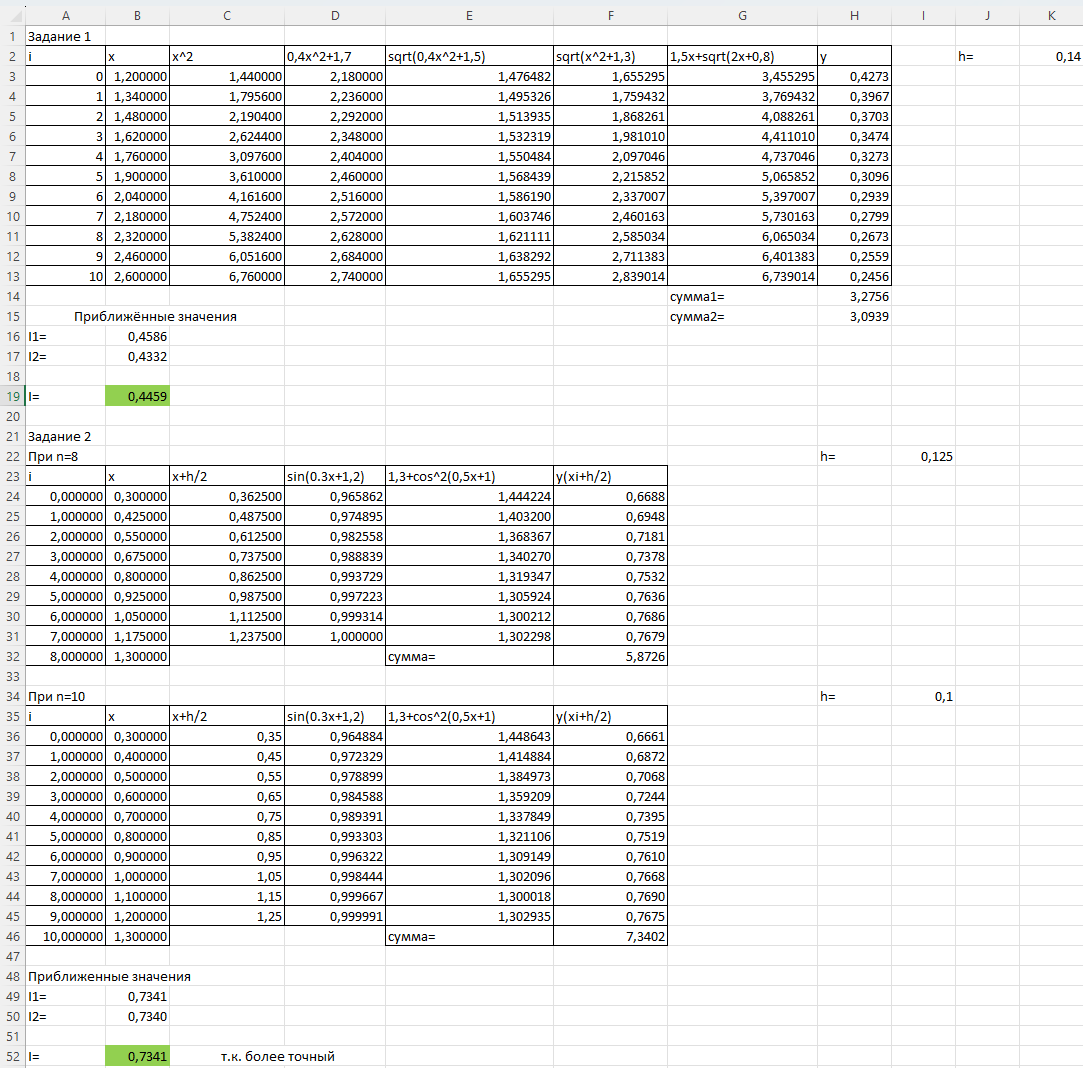 A B C D E F G H I J K
1 Задание 1
2 i x x^2 0,4x^2+1,7 sqrt(0,4x^2+1,5) sqrt(x^2+1,3) 1,5x+sqrt(2x+0,8) y h= 0,14
3 0 1,200000 1,440000 2,180000 1,476482 1,655295 3,455295 0,4273
4 1 1,340000 1,795600 2,236000 1,495326 1,759432 3,769432 0,3967
5 2 1,480000 2,190400 2,292000 1,513935 1,868261 4,088261 0,3703
6 3 1,620000 2,624400 2,348000 1,532319 1,981010 4,411010 0,3474
7 4 1,760000 3,097600 2,404000 1,550484 2,097046 4,737046 0,3273
8 5 1,900000 3,610000 2,460000 1,568439 2,215852 5,065852 0,3096
9 6 2,040000 4,161600 2,516000 1,586190 2,337007 5,397007 0,2939
10 7 2,180000 4,752400 2,572000 1,603746 2,460163 5,730163 0,2799
11 8 2,320000 5,382400 2,628000 1,621111 2,585034 6,065034 0,2673
12 9 2,460000 6,051600 2,684000 1,638292 2,711383 6,401383 0,2559
13 10 2,600000 6,760000 2,740000 1,655295 2,839014 6,739014 0,2456
14 сумма1= 3,2756
15 Приближённые значения сумма2= 3,0939
16 I1= 0,4586
17 I2= 0,4332
18
19 I= 0,4459
20
21 Задание 2
22 При n=8 h= 0,125
23 i x x+h/2 sin(0.3x+1,2) 1,3+cos^2(0,5x+1) y(xi+h/2)
24 0,000000 0,300000 0,362500 0,965862 1,444224 0,6688
25 1,000000 0,425000 0,487500 0,974895 1,403200 0,6948
26 2,000000 0,550000 0,612500 0,982558 1,368367 0,7181
27 3,000000 0,675000 0,737500 0,988839 1,340270 0,7378
28 4,000000 0,800000 0,862500 0,993729 1,319347 0,7532
29 5,000000 0,925000 0,987500 0,997223 1,305924 0,7636
30 6,000000 1,050000 1,112500 0,999314 1,300212 0,7686
31 7,000000 1,175000 1,237500 1,000000 1,302298 0,7679
32 8,000000 1,300000 сумма= 5,8726
33
34 При n=10 h= 0,1
35 i x x+h/2 sin(0.3x+1,2) 1,3+cos^2(0,5x+1) y(xi+h/2)
36 0,000000 0,300000 0,35 0,964884 1,448643 0,6661
37 1,000000 0,400000 0,45 0,972329 1,414884 0,6872
38 2,000000 0,500000 0,55 0,978899 1,384973 0,7068
39 3,000000 0,600000 0,65 0,984588 1,359209 0,7244
40 4,000000 0,700000 0,75 0,989391 1,337849 0,7395
41 5,000000 0,800000 0,85 0,993303 1,321106 0,7519
42 6,000000 0,900000 0,95 0,996322 1,309149 0,7610
43 7,000000 1,000000 1,05 0,998444 1,302096 0,7668
44 8,000000 1,100000 1,15 0,999667 1,300018 0,7690
45 9,000000 1,200000 1,25 0,999991 1,302935 0,7675
46 10,000000 1,300000 сумма= 7,3402
47
48 Приближенные значения
49 I1= 0,7341
50 I2= 0,7340
51
52 I= 0,7341 т.к. более точный